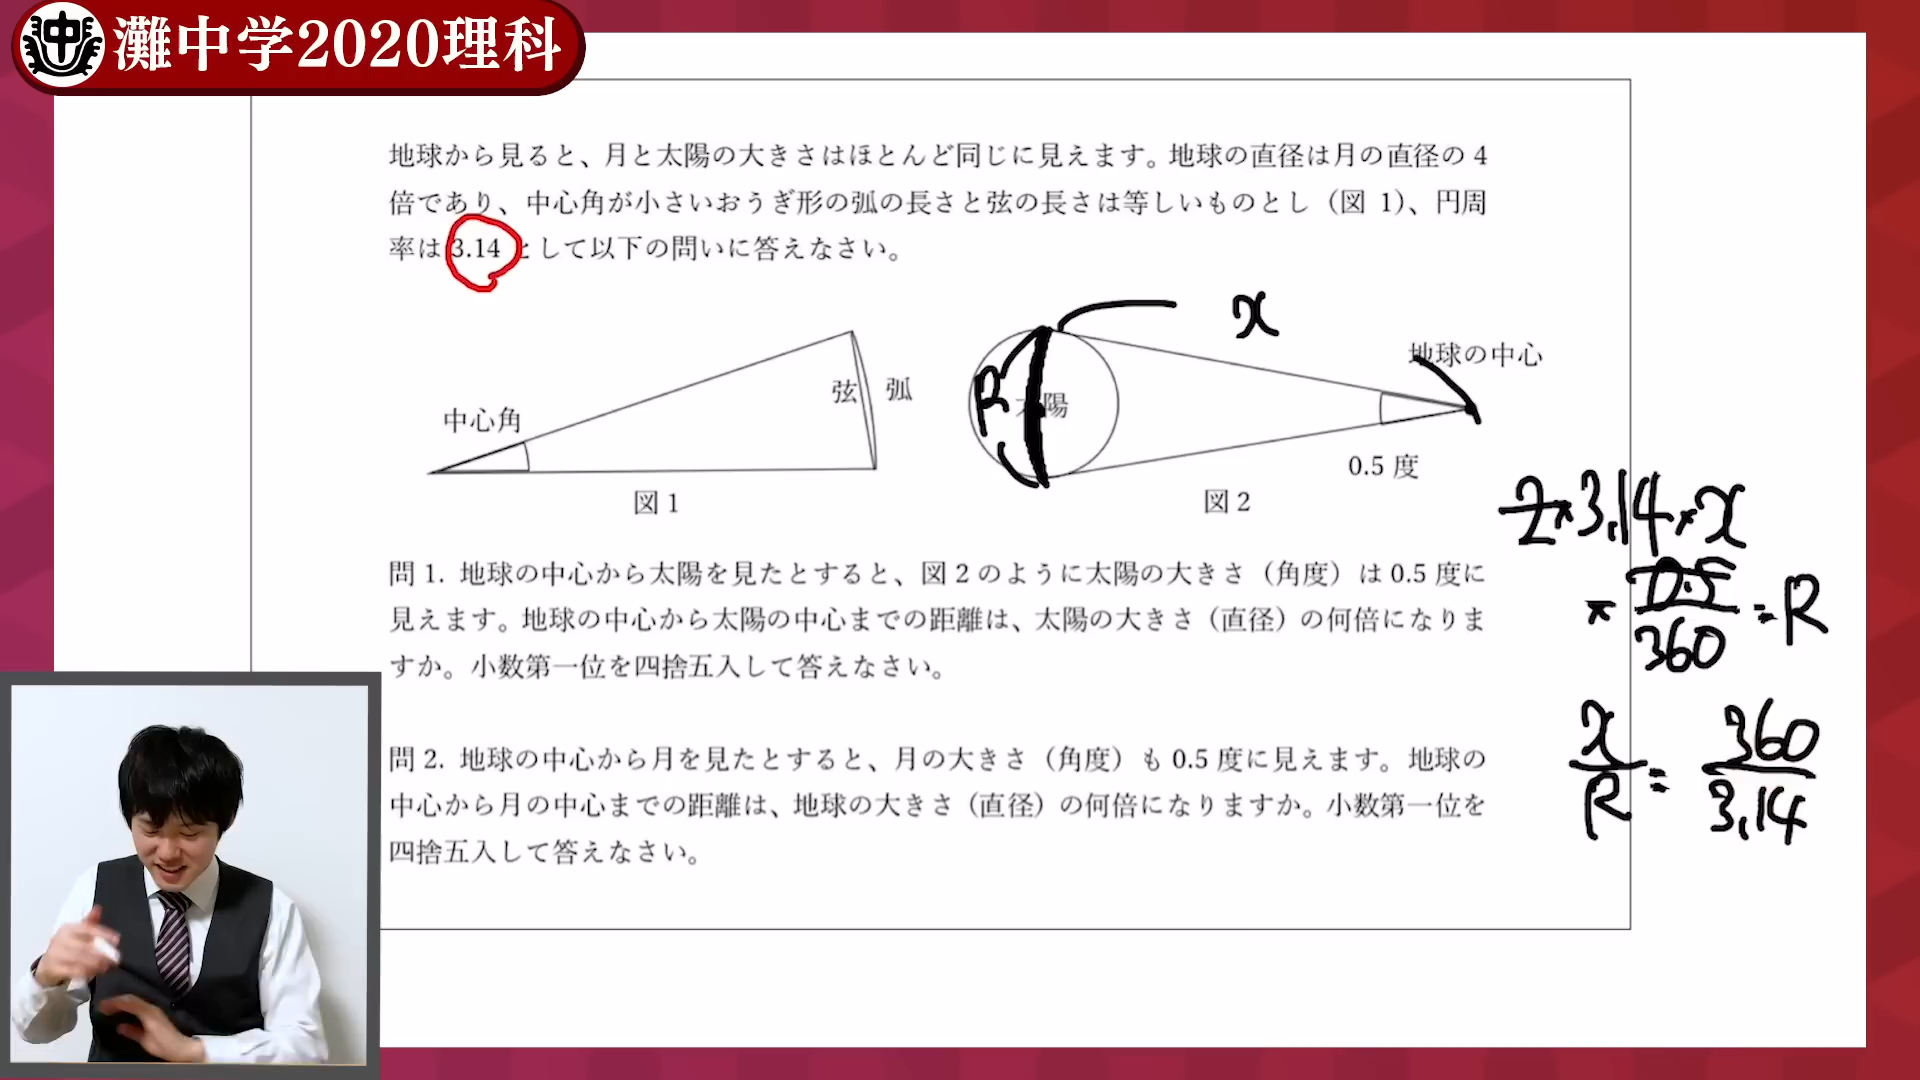 中 灘中学2020理科
地球から見ると、月と太陽の大きさはほとんど同じに見えます。地球の直径は月の直径の 4
倍であり、中心角が小さいおうぎ形の弧の長さと弦の長さは等しいものとし（図 1）、円周
率は 3.14 として以下の問いに答えなさい。
中心角
弦
弧
図 1
R
太陽
x
地球の中心
0.5 度
図 2
2×3.14×x
×0.5/360=R
x/R=360/3.14
問 1. 地球の中心から太陽を見たとすると、図 2 のように太陽の大きさ（角度）は 0.5 度に
見えます。地球の中心から太陽の中心までの距離は、太陽の大きさ（直径）の何倍になりま
すか。小数第一位を四捨五入して答えなさい。
問 2. 地球の中心から月を見たとすると、月の大きさ（角度）も 0.5 度に見えます。地球の
中心から月の中心までの距離は、地球の大きさ（直径）の何倍になりますか。小数第一位を
四捨五入して答えなさい。